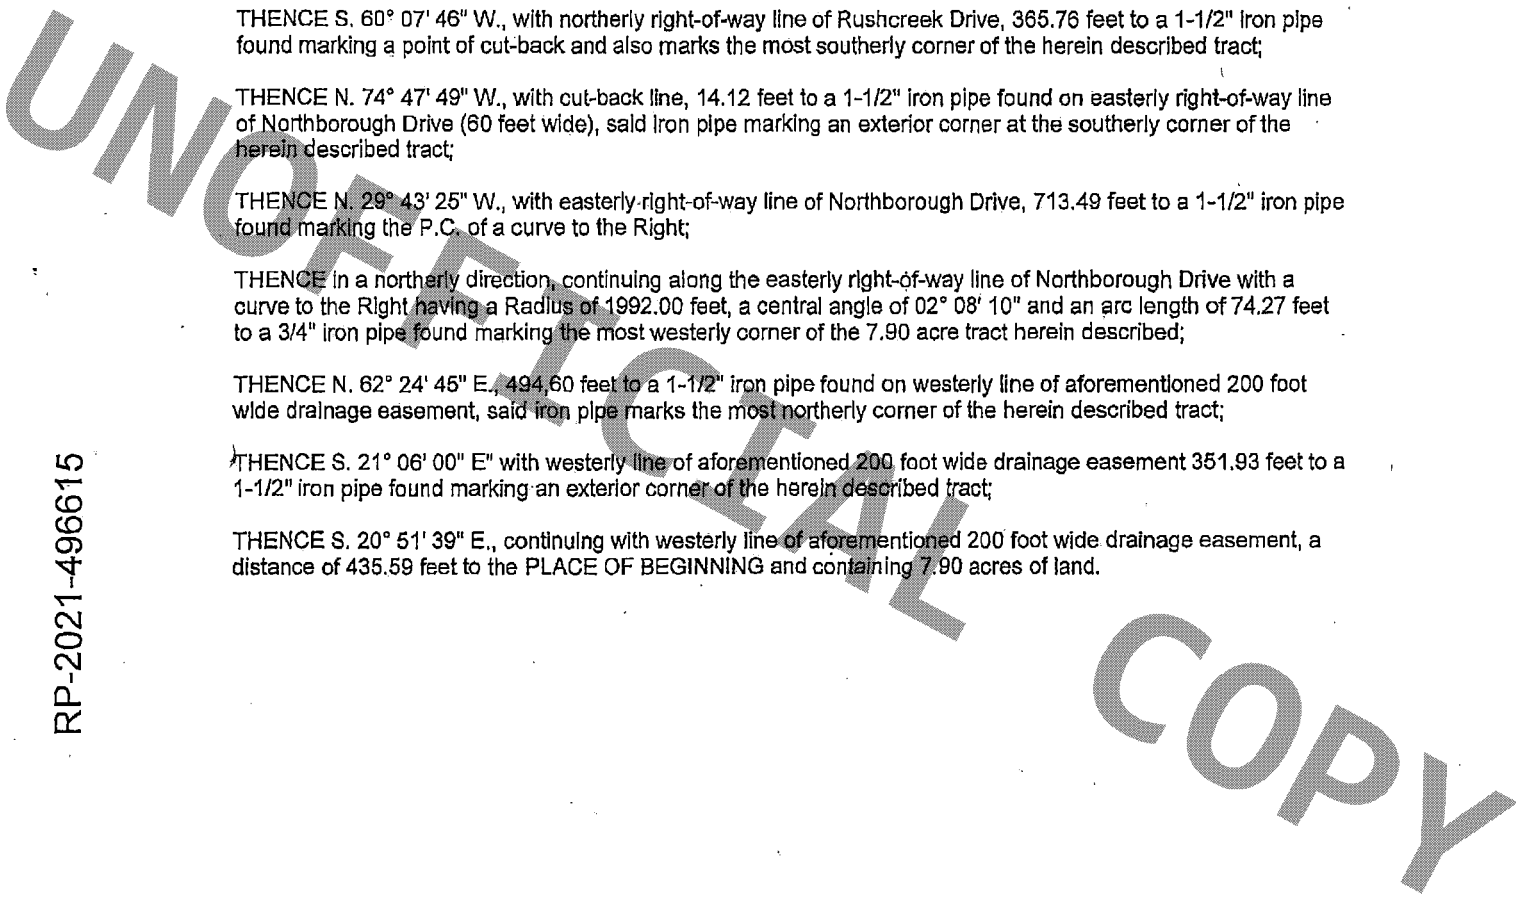 THENCE S. 60° 07' 46" W., with northerly right-of-way line of Rushcreek Drive, 365.76 feet to a 1-1/2" iron pipe
found marking a point of cut-back and also marks the most southerly corner of the herein described tract;
THENCE N. 74° 47' 49" W., with cut-back line, 14.12 feet to a 1-1/2" iron pipe found on easterly right-of-way line
of Northborough Drive (60 feet wide), said iron pipe marking an exterior corner at the southerly corner of the
herein described tract;
THENCE N. 29° 43' 25" W., with easterly right-of-way line of Northborough Drive, 713.49 feet to a 1-1/2" iron pipe
found marking the P.C. of a curve to the Right;
THENCE in a northerly direction, continuing along the easterly right-of-way line of Northborough Drive with a
curve to the Right having a Radius of 1992.00 feet, a central angle of 02° 08' 10" and an arc length of 74.27 feet
to a 3/4" iron pipe found marking the most westerly corner of the 7.90 acre tract herein described;
THENCE N. 62° 24' 45" E., 494.60 feet to a 1-1/2" iron pipe found on westerly line of aforementioned 200 foot
wide drainage easement, said iron pipe marks the most northerly corner of the herein described tract;
THENCE S. 21° 06' 00" E" with westerly line of aforementioned 200 foot wide drainage easement 351.93 feet to a
1-1/2" iron pipe found marking an exterior corner of the herein described tract;
THENCE S. 20° 51' 39" E., continuing with westerly line of aforementioned 200 foot wide drainage easement, a
distance of 435.59 feet to the PLACE OF BEGINNING and containing 7.90 acres of land.
RP-2021-496615
UNOFFICIAL COPY